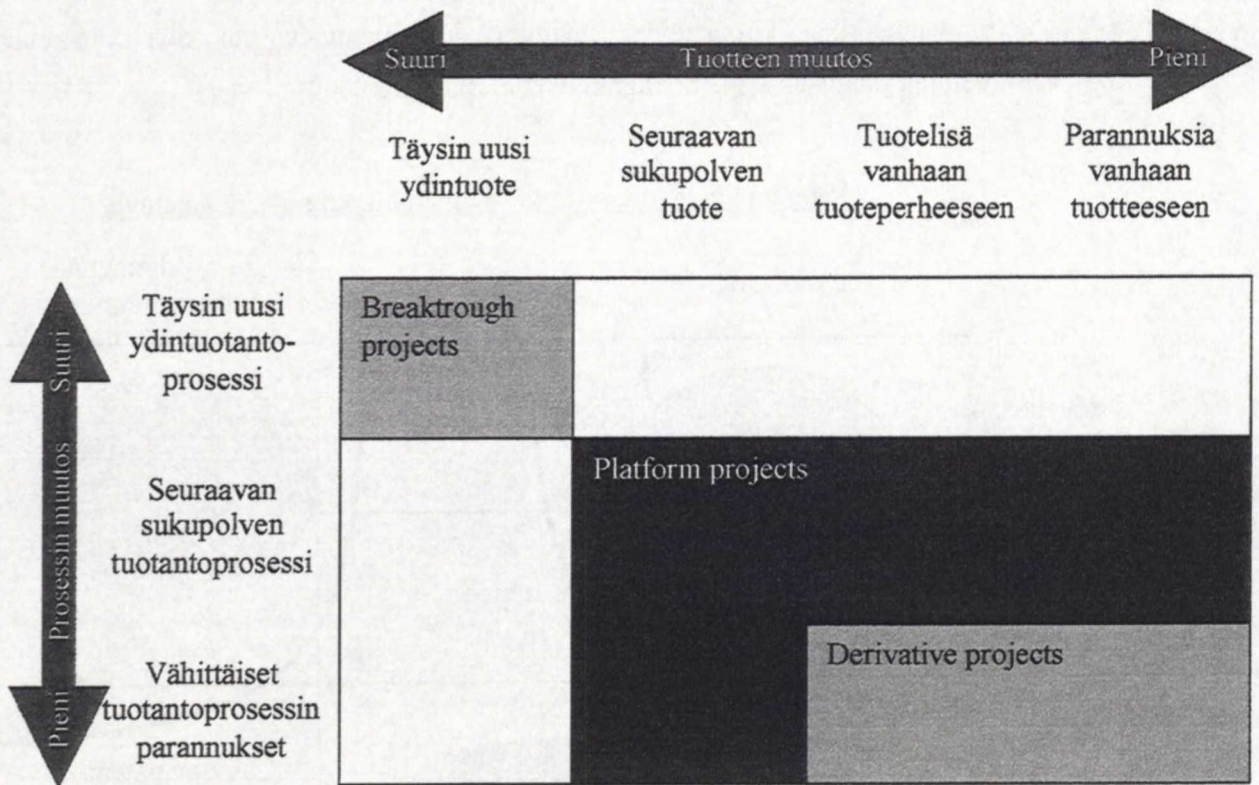 Suuri Tuotteen muutos Pieni
Täysin uusi
ydintuote
Seuraavan
sukupolven
tuote
Tuotelisä
vanhaan
tuoteperheeseen
Parannuksia
vanhaan
tuotteeseen
Suuri
Prosessin muutos
Pieni
Täysin uusi
ydintuotanto-
prosessi
Seuraavan
sukupolven
tuotantoprosessi
Vähittäiset
tuotantoprosessin
parannukset
Breaktrough
projects
Platform projects
Derivative projects